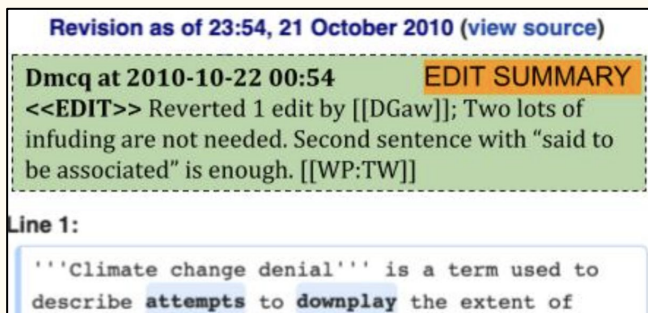 Revision as of 23:54, 21 October 2010 (view source)
Dmcq at 2010-10-22 00:54
EDIT SUMMARY
<<EDIT>> Reverted 1 edit by [[DGaw]]; Two lots of
infuding are not needed. Second sentence with “said to
be associated” is enough. [[WP:TW]]
Line 1:
'''Climate change denial''' is a term used to
describe attempts to downplay the extent of